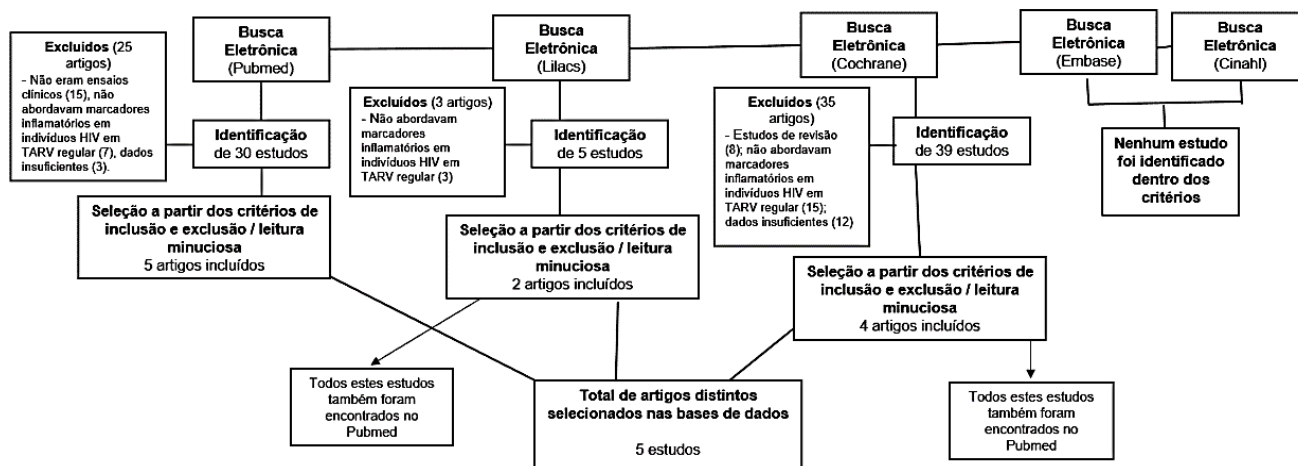 Busca
Eletrônica
(Pubmed)
Busca
Eletrônica
(Lilacs)
Busca
Eletrônica
(Cochrane)
Busca
Eletrônica
(Embase)
Busca
Eletrônica
(Cinahl)
Excluídos (25
artigos)
- Não eram ensaios
clínicos (15), não
abordavam marcadores
inflamatórios em
indivíduos HIV em
TARV regular (7), dados
insuficientes (3).
Identificação
de 30 estudos
Excluídos (3 artigos)
- Não abordavam
marcadores
inflamatórios em
indivíduos HIV em
TARV regular (3)
Identificação
de 5 estudos
Excluídos (35
artigos)
- Estudos de revisão
(8); não abordavam
marcadores
inflamatórios em
indivíduos HIV em
TARV regular (15);
dados insuficientes (12)
Identificação
de 39 estudos
Nenhum estudo
foi identificado
dentro dos
critérios
Seleção a partir dos critérios de
inclusão e exclusão / leitura
minuciosa
5 artigos incluídos
Seleção a partir dos critérios de
inclusão e exclusão / leitura
minuciosa
2 artigos incluídos
Seleção a partir dos critérios de
inclusão e exclusão / leitura
minuciosa
4 artigos incluídos
Todos estes estudos
também foram
encontrados no
Pubmed
Total de artigos distintos
selecionados nas bases de dados
5 estudos
Todos estes estudos
também foram
encontrados no
Pubmed